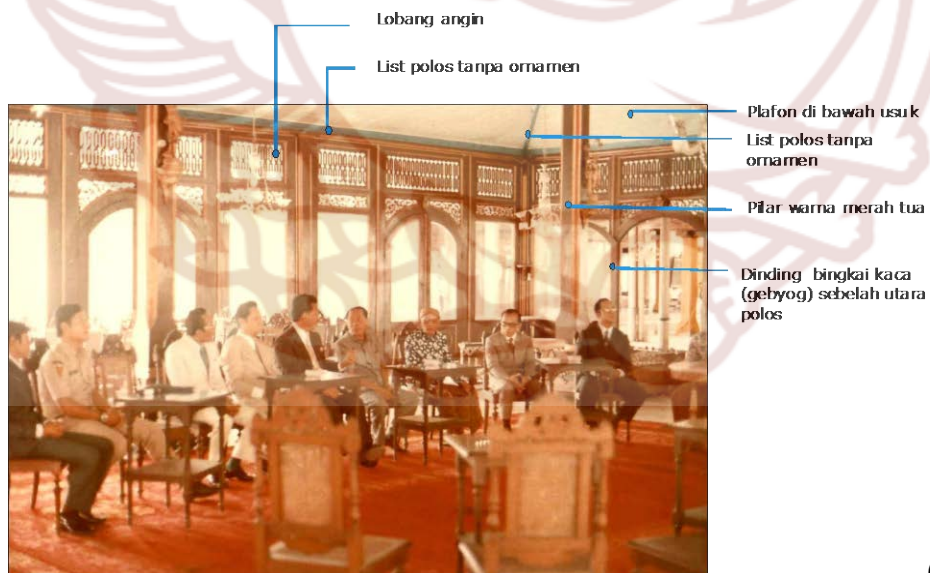 Lobang angin
List polos tanpa ornamen
Plafon di bawah usuk
List polos tanpa
ornamen
Pilar warna merah tua
Dinding bingkai kaca
(gebyog) sebelah utara
polos